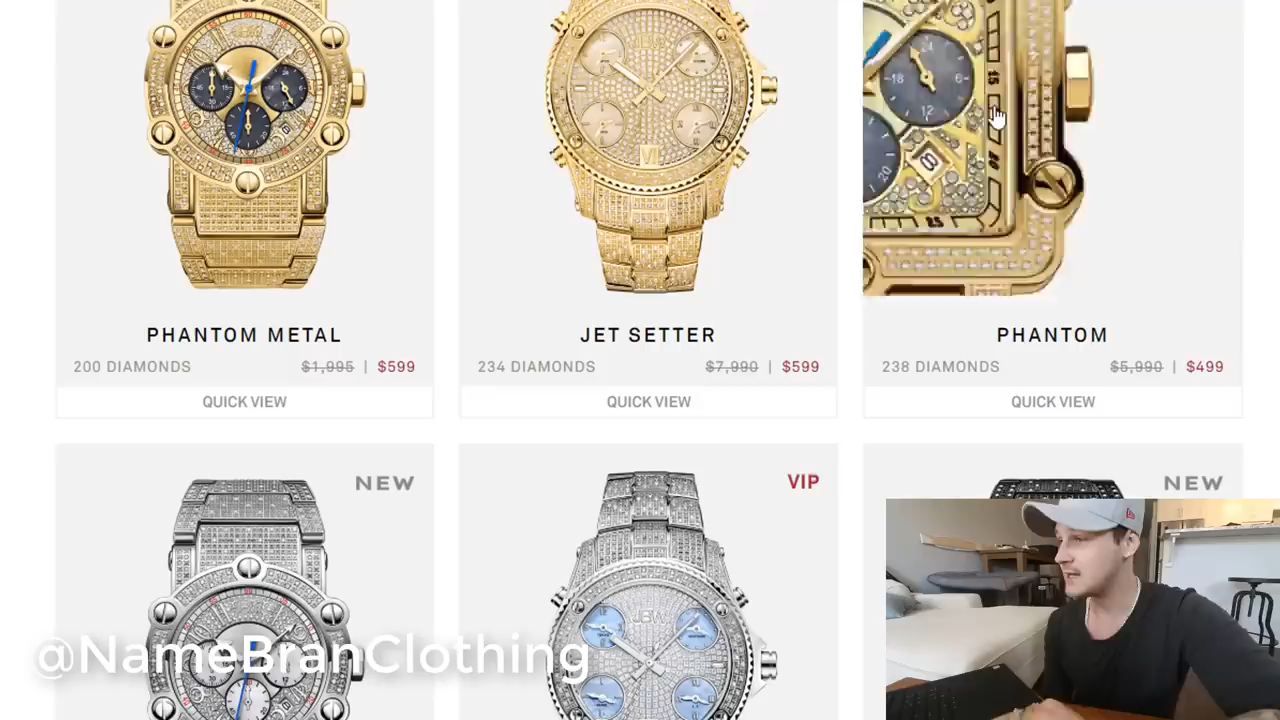 PHANTOM METAL
200 DIAMONDS $1,995 | $599
QUICK VIEW
JET SETTER
234 DIAMONDS $7,990 | $599
QUICK VIEW
PHANTOM
238 DIAMONDS $5,990 | $499
QUICK VIEW
NEW
VIP
NEW
JBW
@NameBranClothing